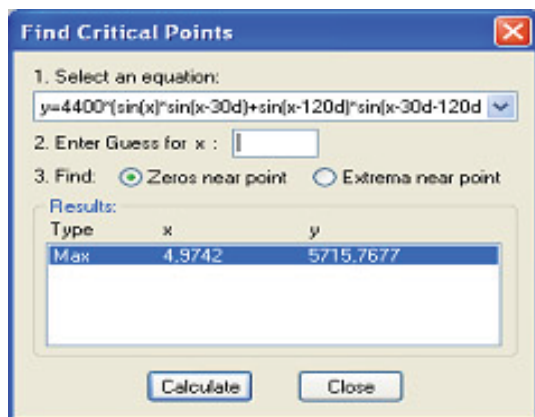 Find Critical Points
1. Select an equation:
y=4400*(sin(x)*sin(x-30d)+sin(x-120d)*sin(x-30d-120d
2. Enter Guess for x :
3. Find: Zeros near point Extrema near point
Results:
Type x y
Max 4.9742 5715.7677
Calculate Close